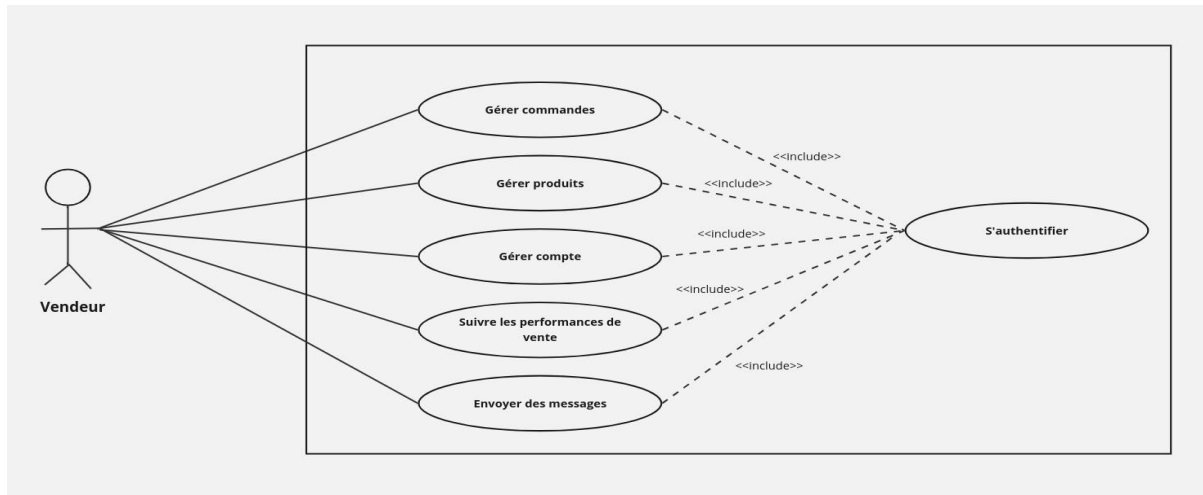 Gérer commandes
<<include>>
Gérer produits
<<include>>
S'authentifier
<<include>>
Gérer compte
<<include>>
Vendeur
Suivre les performances de
vente
<<include>>
Envoyer des messages